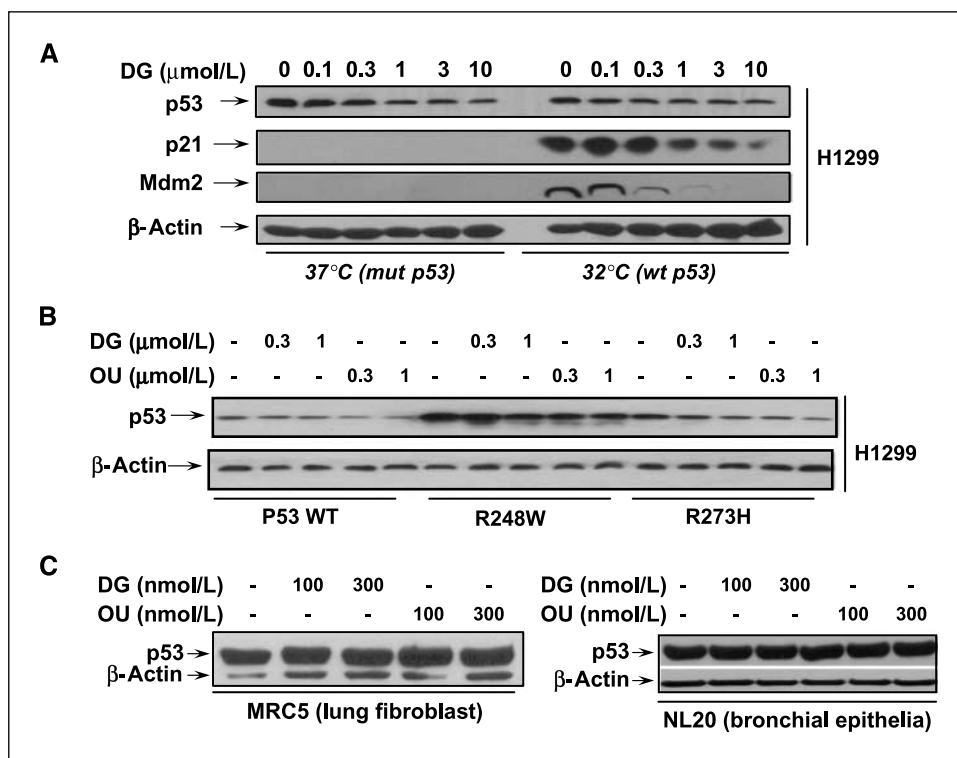 A
DG (μmol/L) 0 0.1 0.3 1 3 10 0 0.1 0.3 1 3 10
p53
p21
Mdm2
β-Actin
H1299
37°C (mut p53) 32°C (wt p53)
B
DG (μmol/L) - 0.3 1 - - - 0.3 1 - - - 0.3 1 - -
OU (μmol/L) - - - 0.3 1 - - - 0.3 1 - - - 0.3 1
p53
β-Actin
H1299
P53 WT R248W R273H
C
DG (nmol/L) - 100 300 - -
OU (nmol/L) - - - 100 300
p53
β-Actin
MRC5 (lung fibroblast)
DG (nmol/L) - 100 300 - -
OU (nmol/L) - - - 100 300
p53
β-Actin
NL20 (bronchial epithelia)